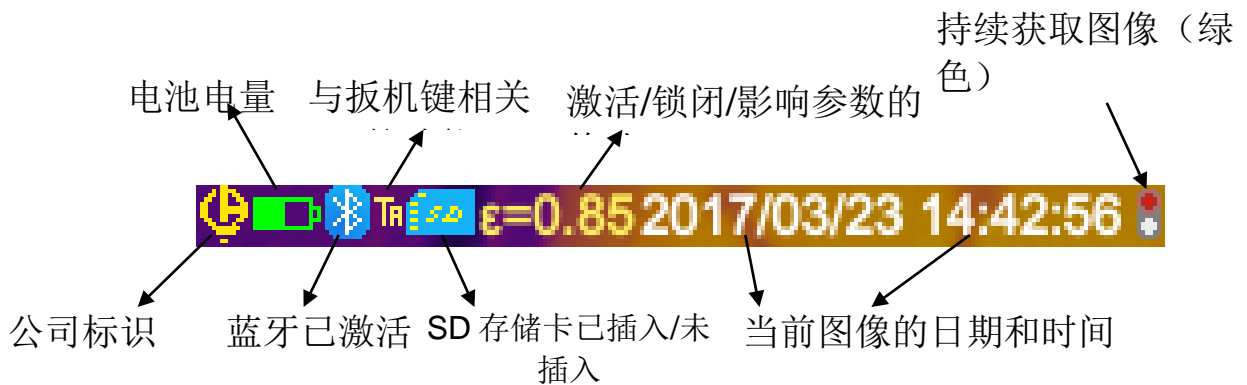 持续获取图像（绿
色）
电池电量
与扳机键相关
激活/锁闭/影响参数的
TA SD ε=0.85 2017/03/23 14:42:56
公司标识
蓝牙已激活
SD 存储卡已插入/未
插入
当前图像的日期和时间